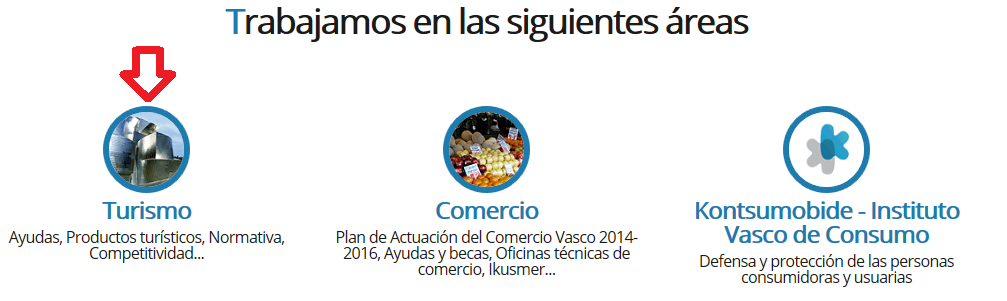 Trabajamos en las siguientes áreas
Turismo
Ayudas, Productos turísticos, Normativa,
Competitividad...
Comercio
Plan de Actuación del Comercio Vasco 2014-
2016, Ayudas y becas, Oficinas técnicas de
comercio, Ikusmer...
Kontsumobide - Instituto
Vasco de Consumo
Defensa y protección de las personas
consumidoras y usuarias